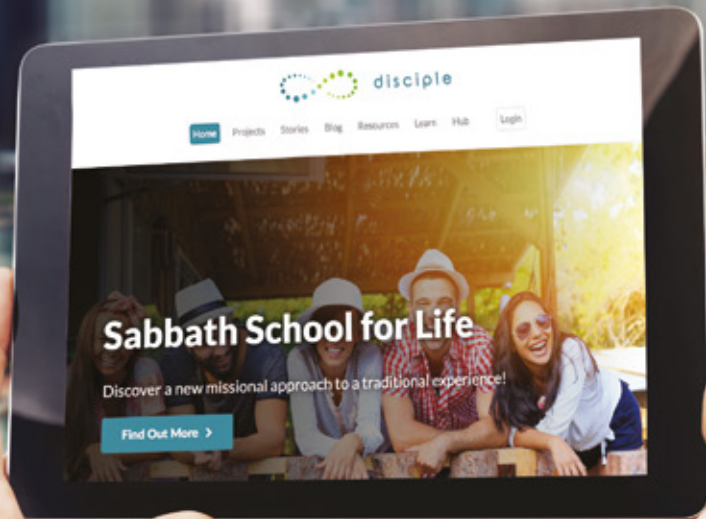 disciple
Home Projects Stories Blog Resources Learn Hub Login
Sabbath School for Life
Discover a new missional approach to a traditional experience!
Find Out More >